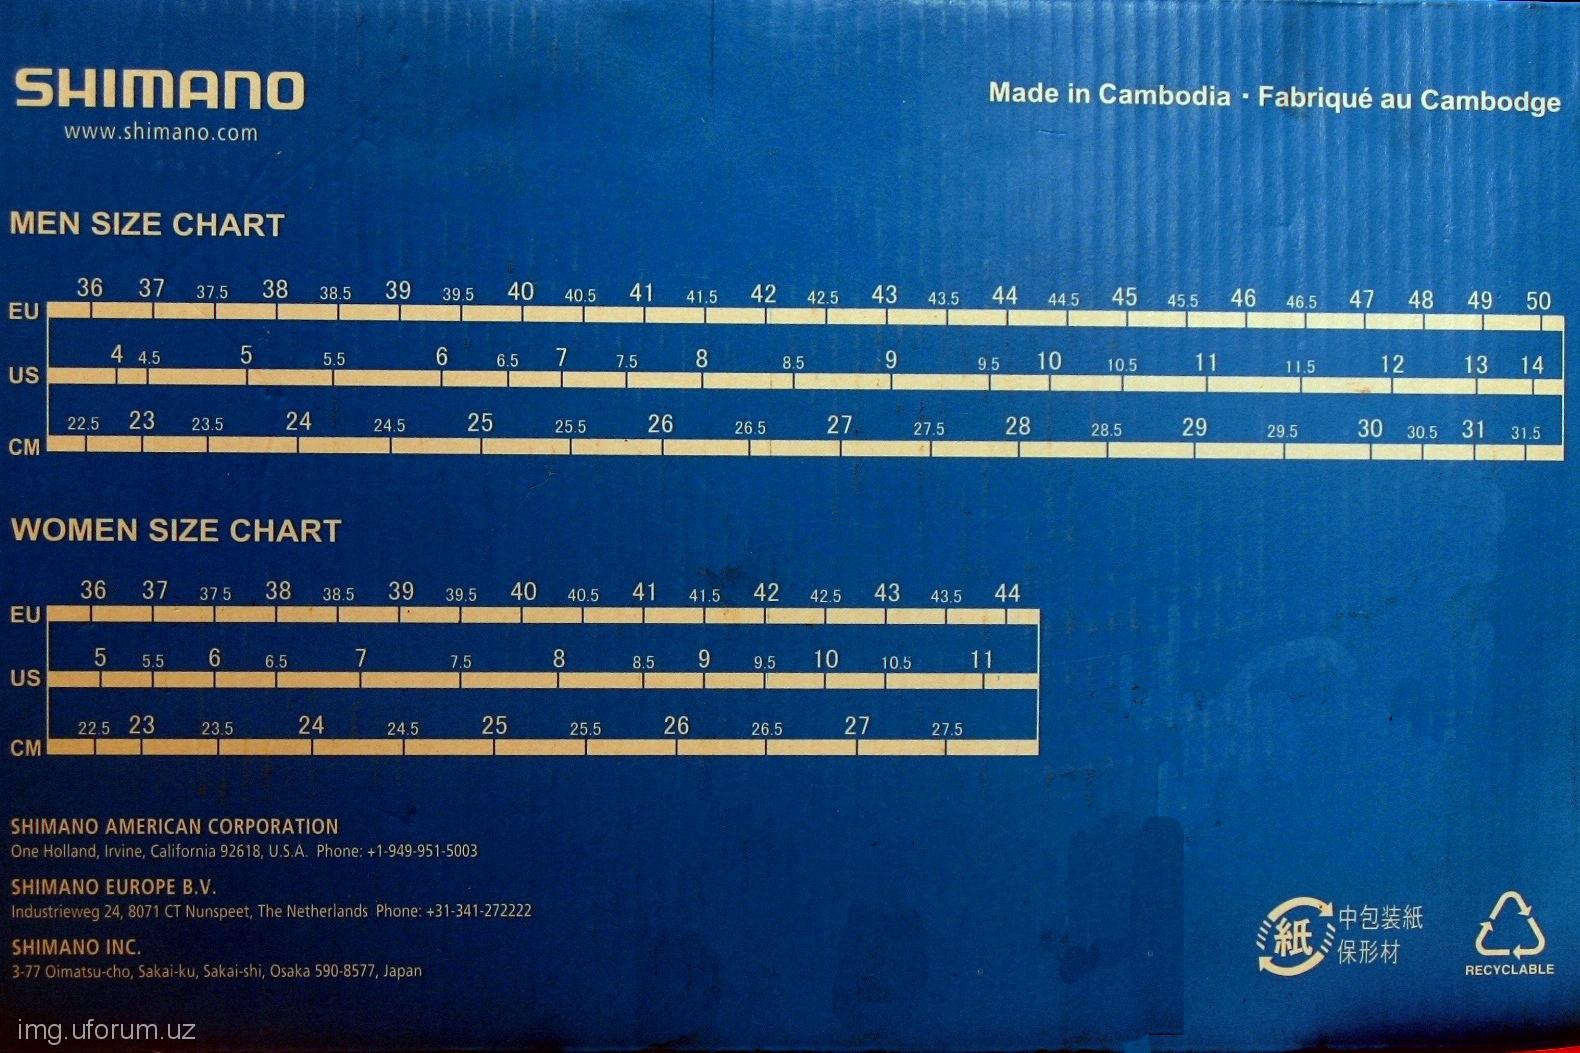 SHIMANO
www.shimano.com
Made in Cambodia · Fabriqué au Cambodge
MEN SIZE CHART
EU 36 37 37.5 38 38.5 39 39.5 40 40.5 41 41.5 42 42.5 43 43.5 44 44.5 45 45.5 46 46.5 47 48 49 50
US 4 4.5 5 5.5 6 6.5 7 7.5 8 8.5 9 9.5 10 10.5 11 11.5 12 13 14
CM 22.5 23 23.5 24 24.5 25 25.5 26 26.5 27 27.5 28 28.5 29 29.5 30 30.5 31 31.5
WOMEN SIZE CHART
EU 36 37 37.5 38 38.5 39 39.5 40 40.5 41 41.5 42 42.5 43 43.5 44
US 5 5.5 6 6.5 7 7.5 8 8.5 9 9.5 10 10.5 11
CM 22.5 23 23.5 24 24.5 25 25.5 26 26.5 27 27.5
SHIMANO AMERICAN CORPORATION
One Holland, Irvine, California 92618, U.S.A. Phone: +1-949-951-5003
SHIMANO EUROPE B.V.
Industrieweg 24, 8071 CT Nunspeet, The Netherlands Phone: +31-341-272222
SHIMANO INC.
3-77 Oimatsu-cho, Sakai-ku, Sakai-shi, Osaka 590-8577, Japan
紙
中包装紙
保形材
RECYCLABLE
img.uforum.uz